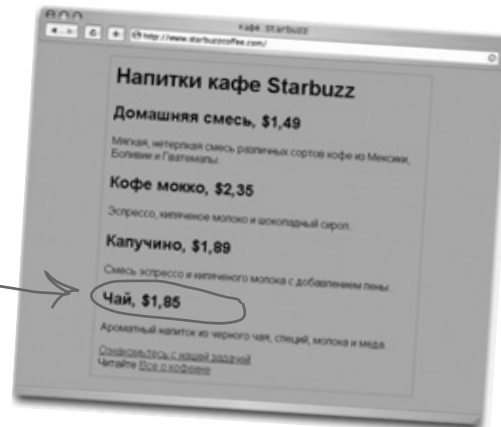 кафе Starbuzz
http://www.starbuzzcoffee.com/
Напитки кафе Starbuzz
Домашняя смесь, $1,49
Мягкая, нетерпкая смесь различных сортов кофе из Мексики,
Боливии и Гватемалы.
Кофе мокко, $2,35
Эспрессо, кипяченое молоко и шоколадный сироп.
Капучино, $1,89
Смесь эспрессо и кипяченого молока с добавлением пены.
Чай, $1,85
Ароматный напиток из черного чая, специй, молока и меда.
Ознакомьтесь с нашей задачей
Читайте Все о кофеине